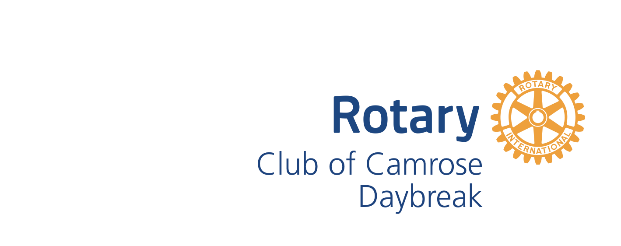 Rotary
Club of Camrose
Daybreak
ROTARY
INTERNATIONAL